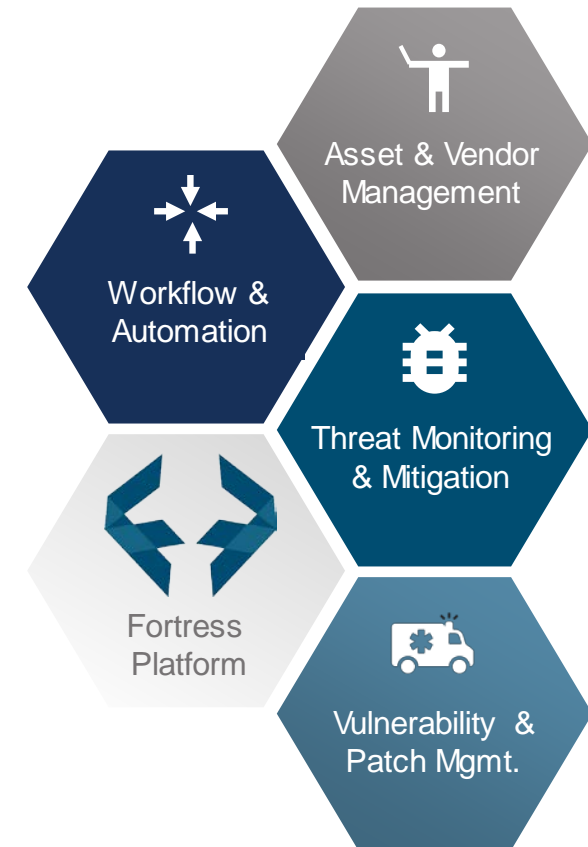 Asset & Vendor
Management
Workflow &
Automation
Threat Monitoring
& Mitigation
Fortress
Platform
Vulnerability &
Patch Mgmt.